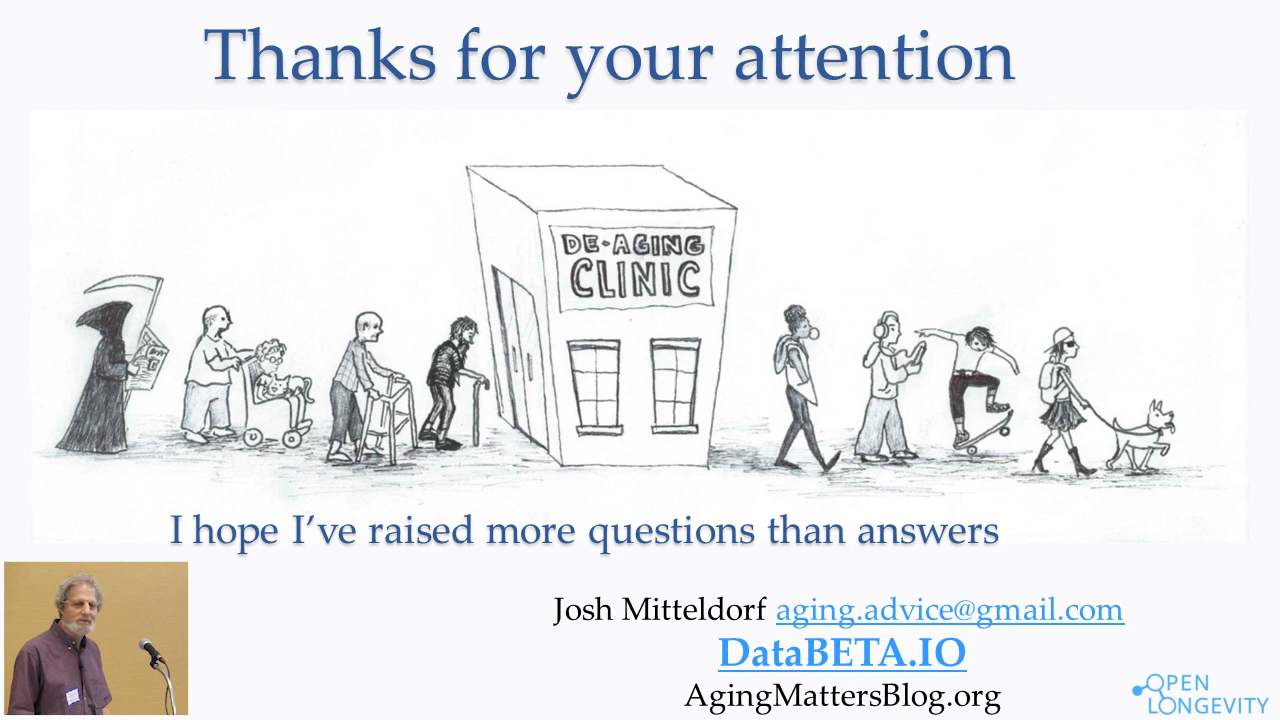 Thanks for your attention
DE-AGING
CLINIC
I hope I've raised more questions than answers
Josh Mitteldorf aging.advice@gmail.com
DataBETA.IO
AgingMattersBlog.org
OPEN
LONGEVITY